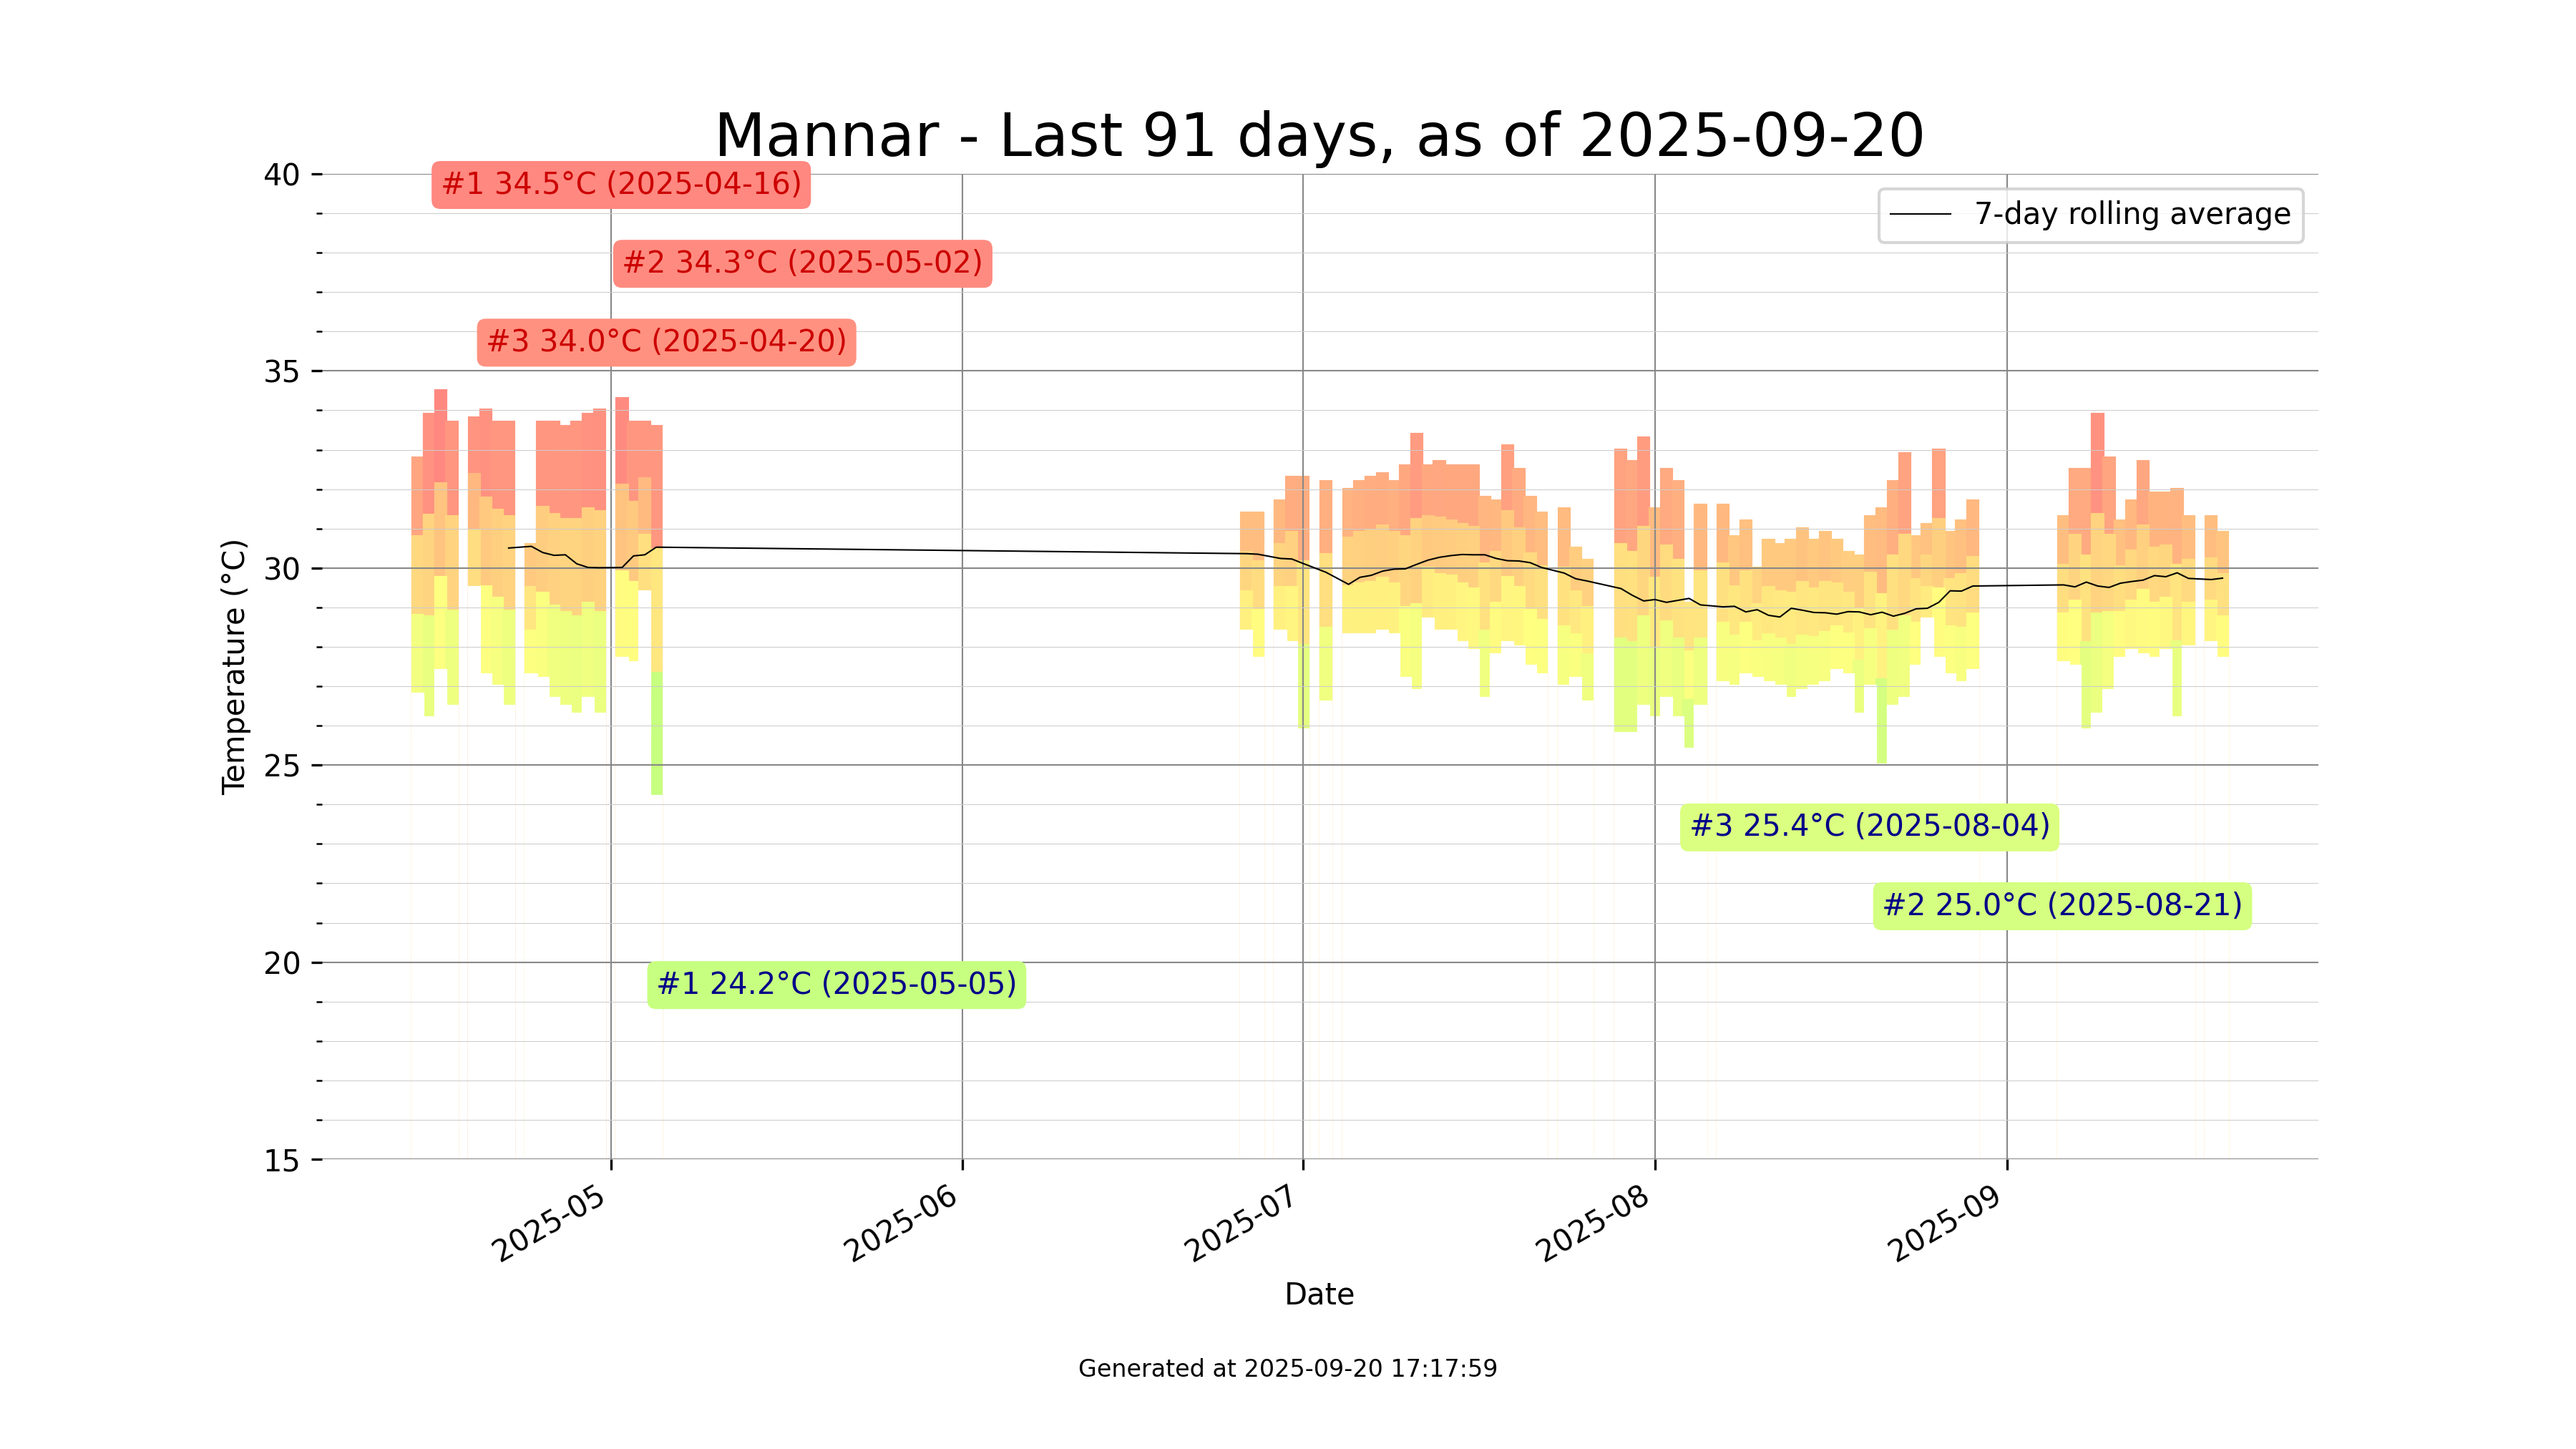 Mannar - Last 91 days, as of 2025-09-20
#1 34.5°C (2025-04-16)
#2 34.3°C (2025-05-02)
#3 34.0°C (2025-04-20)
7-day rolling average
40
35
30
25
20
15
Temperature (°C)
#3 25.4°C (2025-08-04)
#2 25.0°C (2025-08-21)
#1 24.2°C (2025-05-05)
2025-05
2025-06
2025-07
2025-08
2025-09
Date
Generated at 2025-09-20 17:17:59